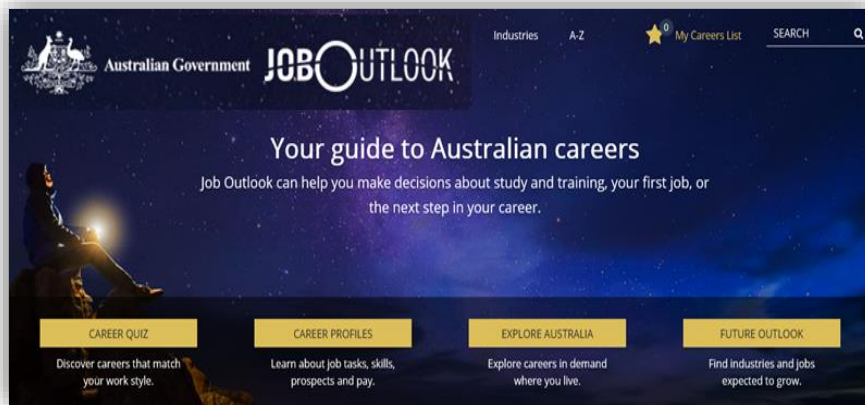 Industries
A-Z
0
My Careers List
SEARCH
Australian Government
JOB OUTLOOK
Your guide to Australian careers
Job Outlook can help you make decisions about study and training, your first job, or
the next step in your career.
CAREER QUIZ
Discover careers that match
your work style.
CAREER PROFILES
Learn about job tasks, skills,
prospects and pay.
EXPLORE AUSTRALIA
Explore careers in demand
where you live.
FUTURE OUTLOOK
Find industries and jobs
expected to grow.